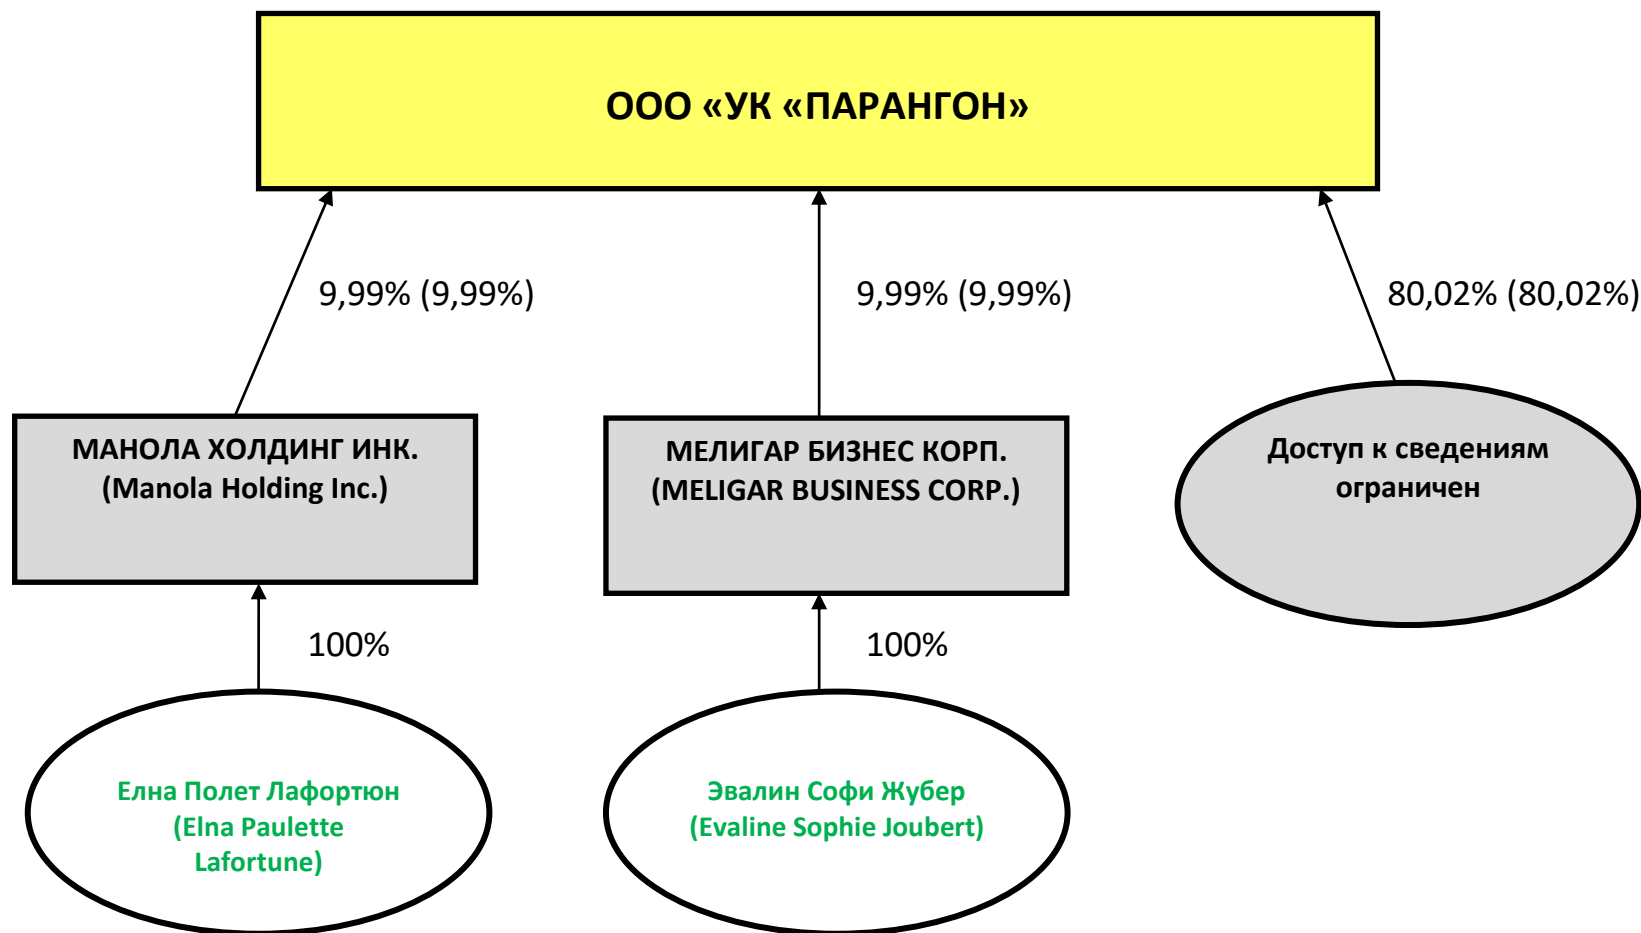 ООО «УК «ПАРАНГОН»
9,99% (9,99%)
9,99% (9,99%)
80,02% (80,02%)
МАНОЛА ХОЛДИНГ ИНК.
(Manola Holding Inc.)
МЕЛИГАР БИЗНЕС КОРП.
(MELIGAR BUSINESS CORP.)
Доступ к сведениям
ограничен
100%
100%
Елна Полет Лафортюн
(Elna Paulette
Lafortune)
Эвалин Софи Жубер
(Evaline Sophie Joubert)